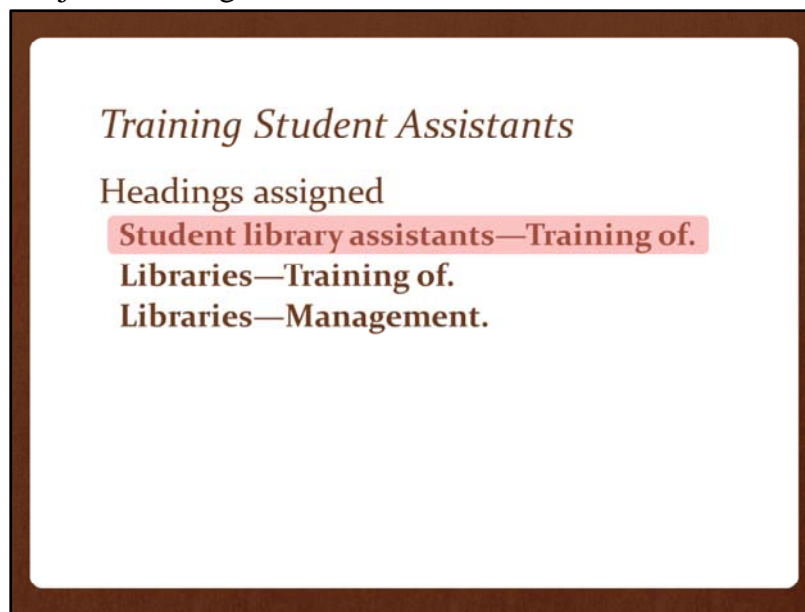 Training Student Assistants
Headings assigned
Student library assistants—Training of.
Libraries—Training of.
Libraries—Management.